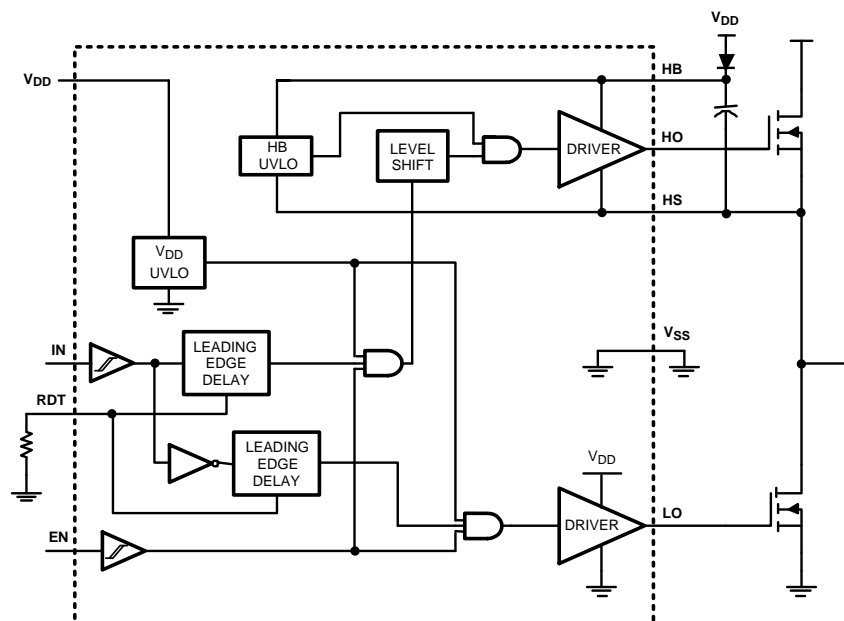 VDD
HB
VDD
HB
UVLO
LEVEL
SHIFT
DRIVER
HO
HS
VDD
UVLO
VSS
IN
LEADING
EDGE
DELAY
RDT
LEADING
EDGE
DELAY
VDD
EN
DRIVER
LO